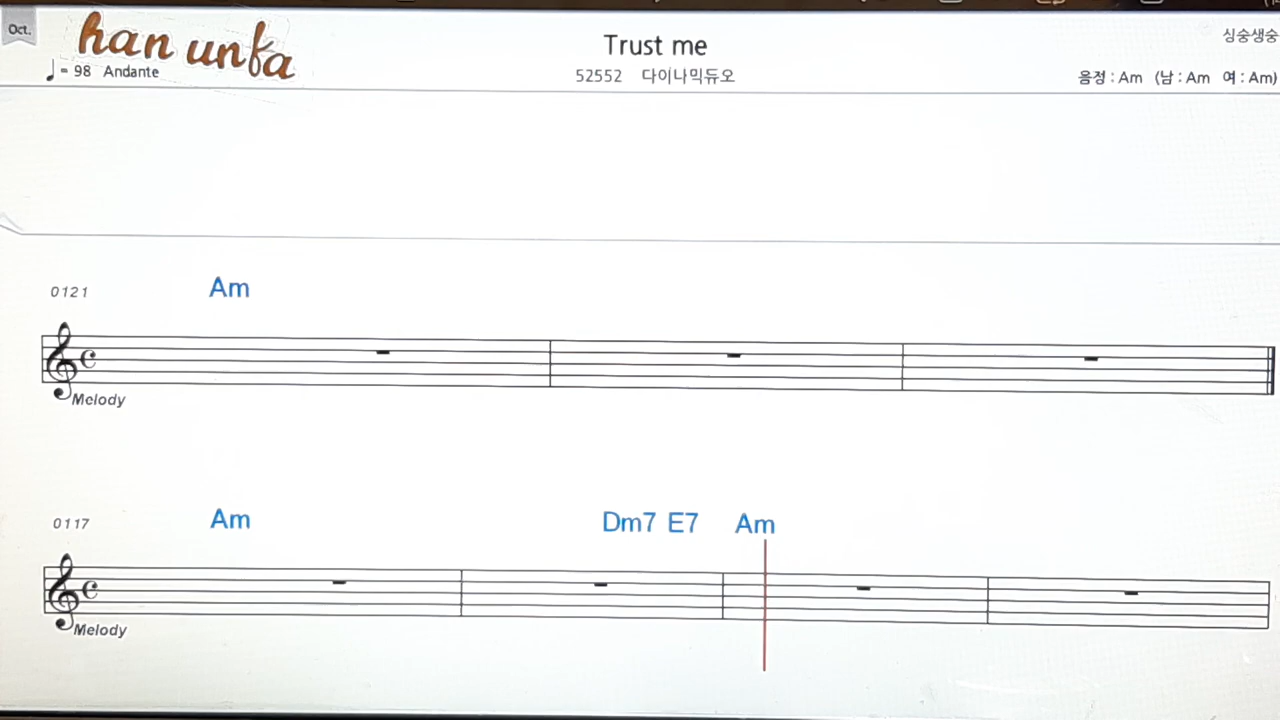 Oct.
han unfa
♩= 98 Andante
Trust me
52552 다이나믹듀오
싱숭생숭
음정 : Am (남 : Am 여 : Am)
0121
Am
Melody
0117
Am Dm7 E7 Am
Melody